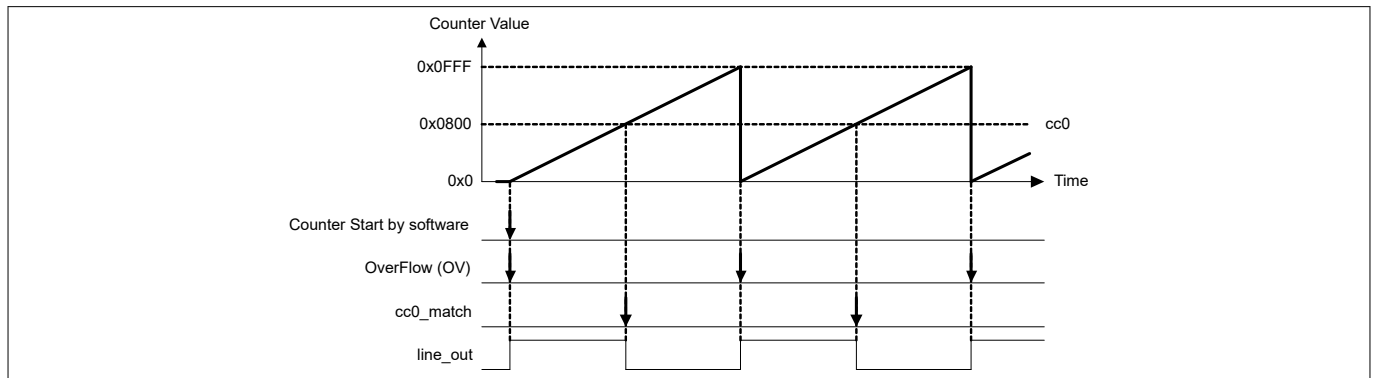 Counter Value
0x0FFF
0x0800
cc0
0x0
Time
Counter Start by software
OverFlow (OV)
cc0_match
line_out